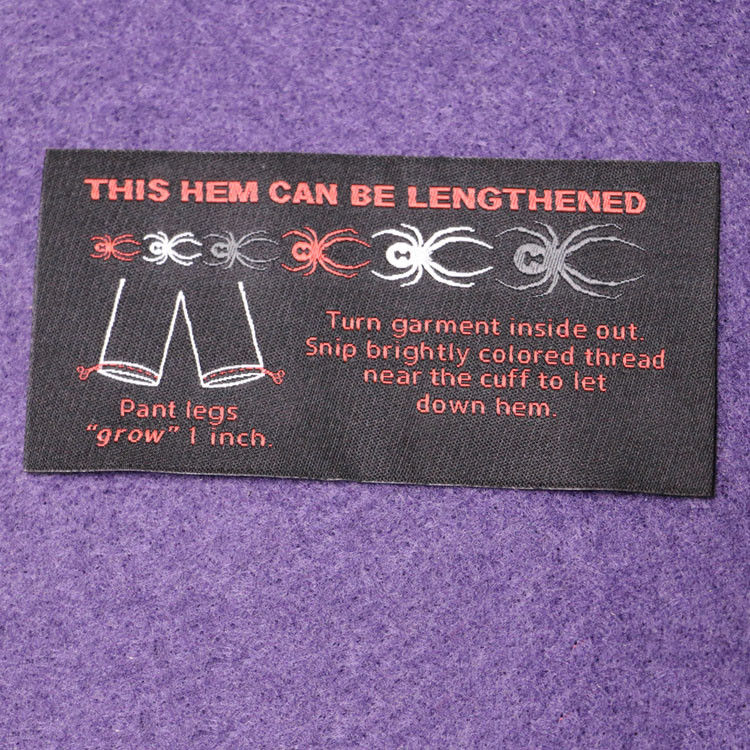 THIS HEM CAN BE LENGTHENED
Turn garment inside out.
Snip brightly colored thread
near the cuff to let
down hem.
Pant legs
"grow" 1 inch.